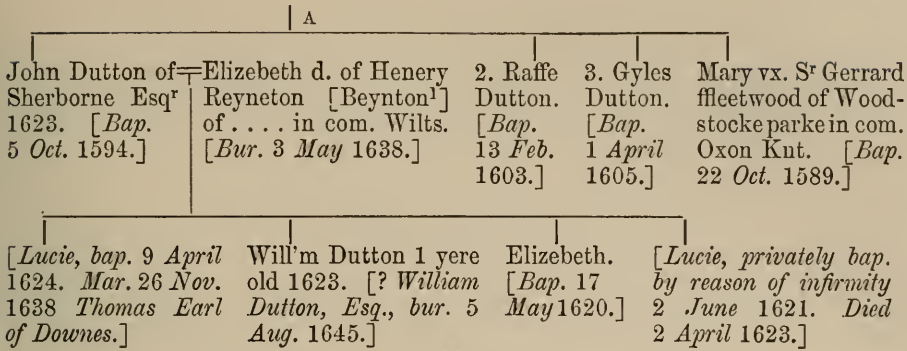 A
John Dutton of
Sherborne Esqr
1623. [Bap.
5 Oct. 1594.]
Elizebeth d. of Henery
Reyneton [Beynton1]
of . . . . in com. Wilts.
[Bur. 3 May 1638.]
2. Raffe
Dutton.
[Bap.
13 Feb.
1603.]
3. Gyles
Dutton.
[Bap.
1 April
1605.]
Mary vx. Sr Gerrard
ffleetwood of Wood-
stocke parke in com.
Oxon Knt. [Bap.
22 Oct. 1589.]
[Lucie, bap. 9 April
1624. Mar. 26 Nov.
1638 Thomas Earl
of Downes.]
Will'm Dutton 1 yere
old 1623. [? William
Dutton, Esq., bur. 5
Aug. 1645.]
Elizebeth.
[Bap. 17
May 1620.]
[Lucie, privately bap.
by reason of infirmity
2 June 1621. Died
2 April 1623.]